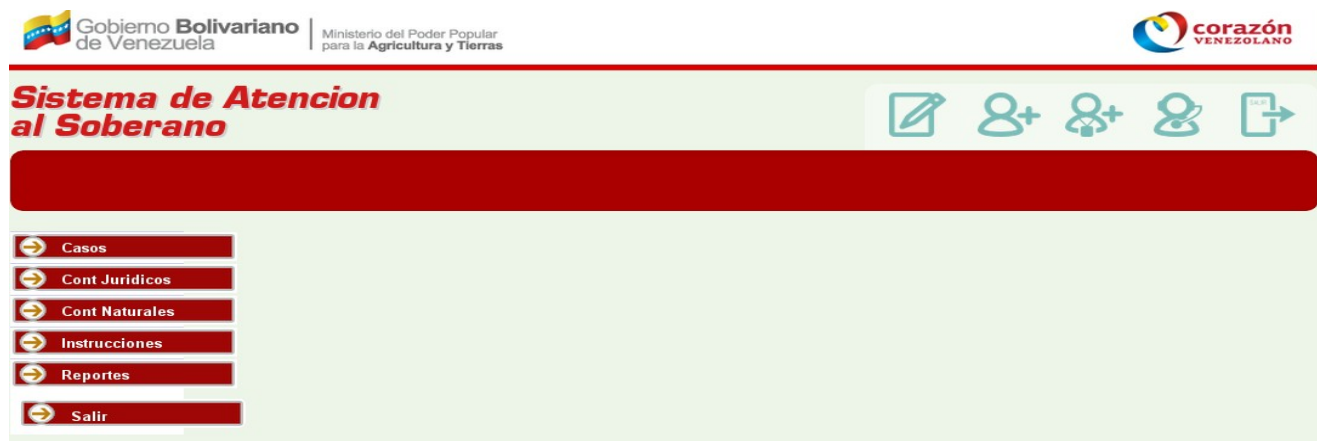 Gobierno Bolivariano
de Venezuela
Ministerio del Poder Popular
para la Agricultura y Tierras
corazón
VENEZOLANO
Sistema de Atencion
al Soberano
SALIR
Casos
Cont Juridicos
Cont Naturales
Instrucciones
Reportes
Salir